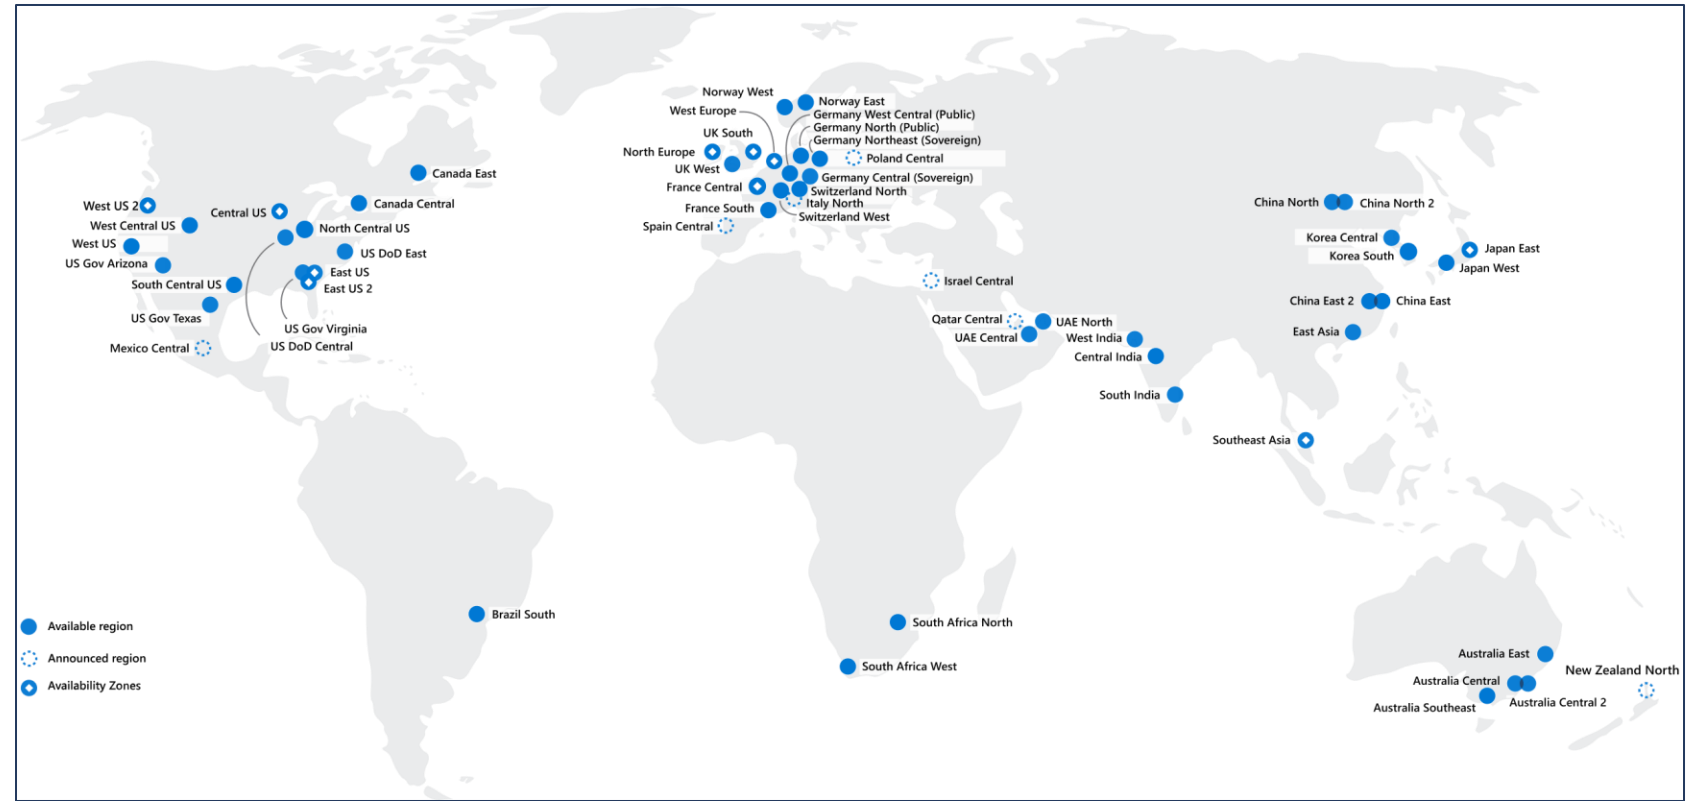 Norway West
Norway East
West Europe
Germany West Central (Public)
Germany North (Public)
UK South
Germany Northeast (Sovereign)
North Europe
Poland Central
UK West
Germany Central (Sovereign)
France Central
Switzerland North
Italy North
France South
Switzerland West
Spain Central
Canada East
West US 2
Central US
Canada Central
West Central US
North Central US
West US
US DoD East
US Gov Arizona
East US
South Central US
East US 2
US Gov Texas
US Gov Virginia
US DoD Central
Mexico Central
China North
China North 2
Korea Central
Korea South
Japan East
Japan West
Israel Central
China East 2
China East
Qatar Central
UAE North
East Asia
UAE Central
West India
Central India
South India
Southeast Asia
Brazil South
South Africa North
South Africa West
Australia East
New Zealand North
Australia Central
Australia Central 2
Australia Southeast
Available region
Announced region
Availability Zones